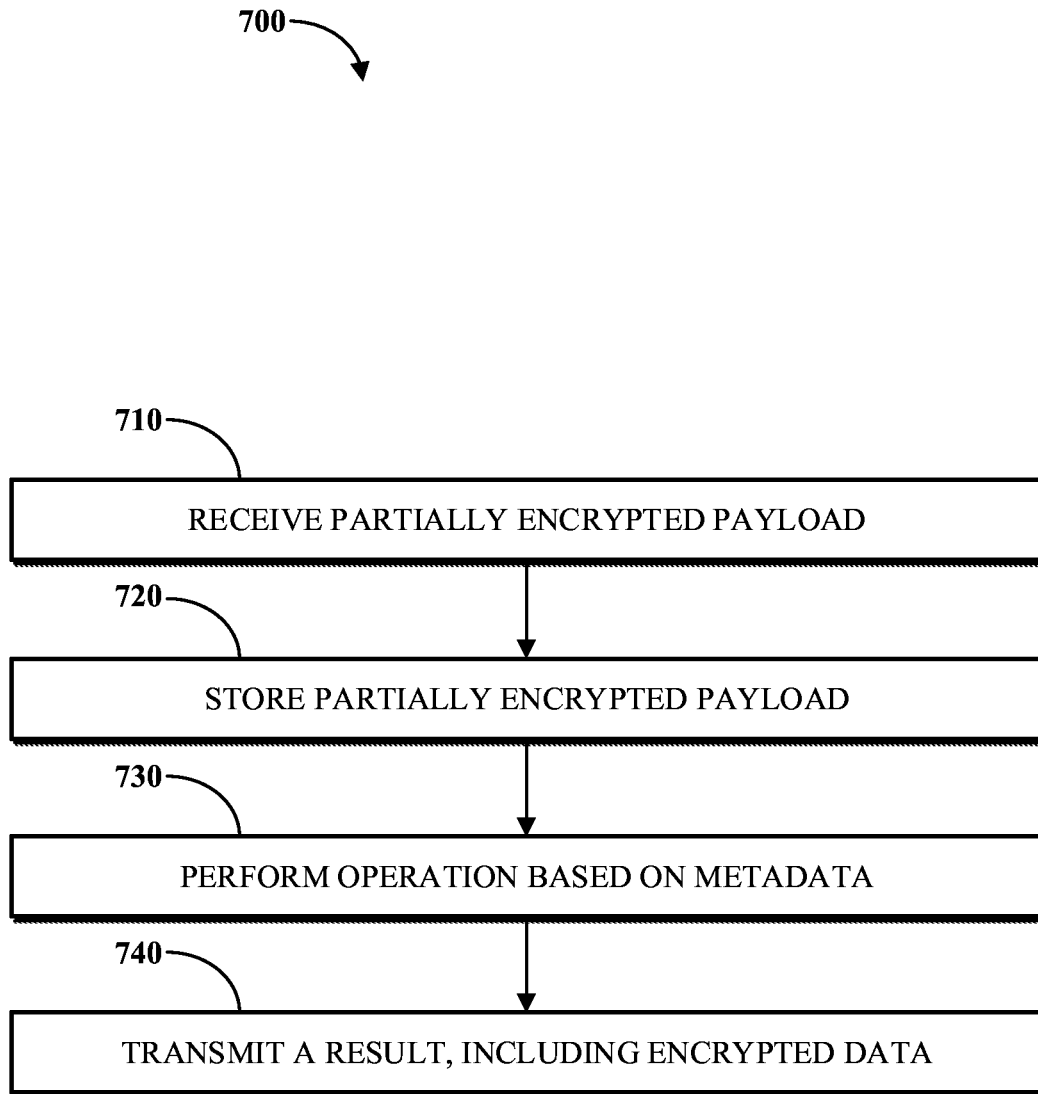 700
710
RECEIVE PARTIALLY ENCRYPTED PAYLOAD
720
STORE PARTIALLY ENCRYPTED PAYLOAD
730
PERFORM OPERATION BASED ON METADATA
740
TRANSMIT A RESULT, INCLUDING ENCRYPTED DATA